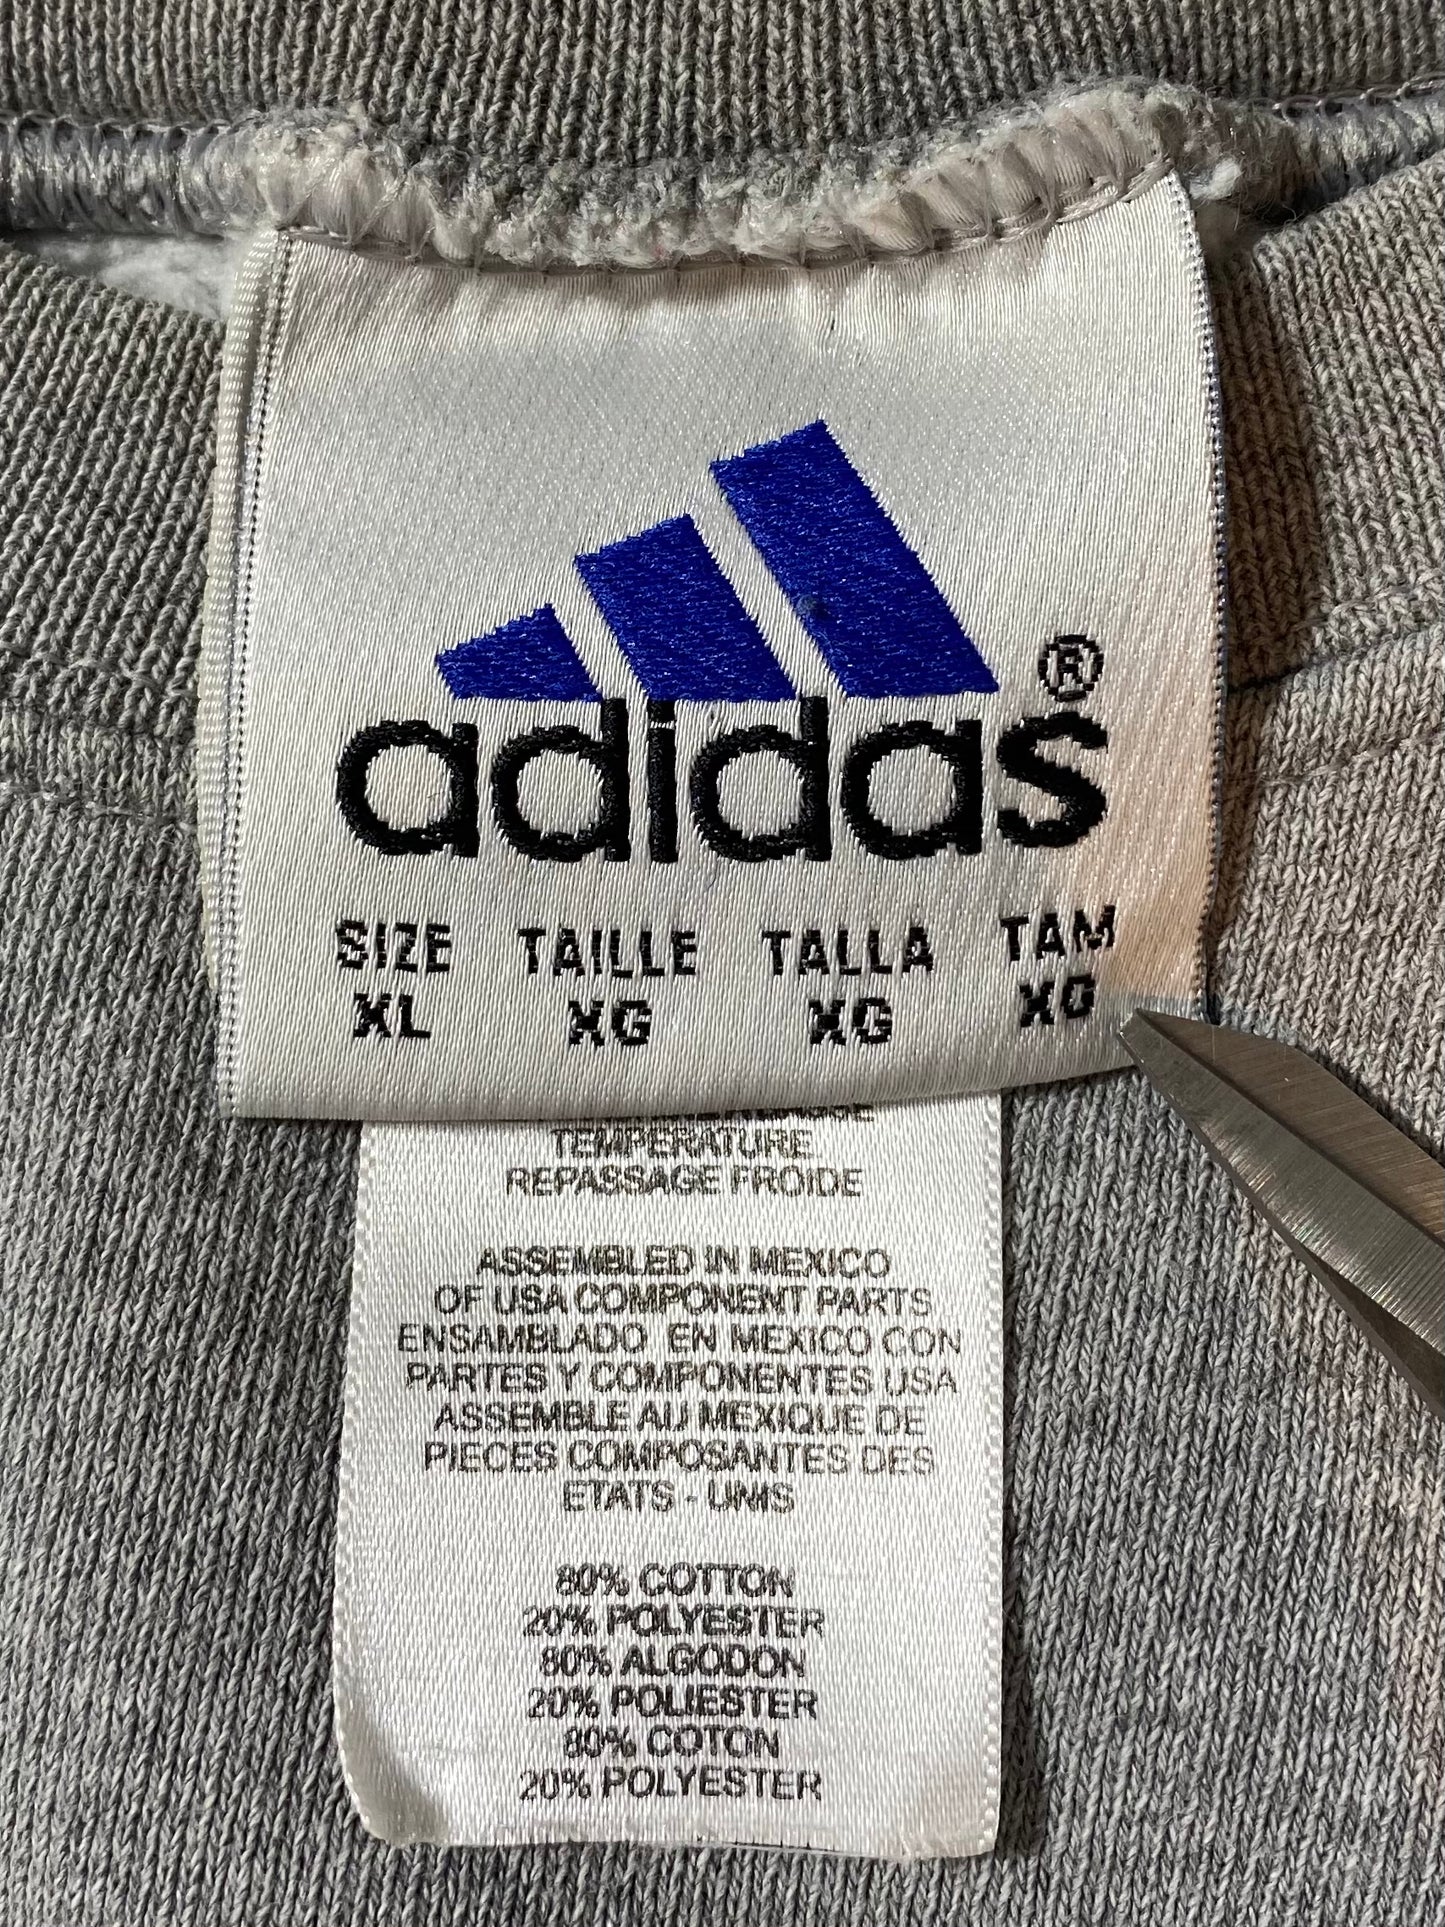 ®
adidas
SIZE TAILLE TALLA TAM
XL XG XG XG
TEMPERATURE
REPASSAGE FROIDE
ASSEMBLED IN MEXICO
OF USA COMPONENT PARTS
ENSAMBLADO EN MEXICO CON
PARTES Y COMPONENTES USA
ASSEMBLE AU MEXIQUE DE
PIECES COMPOSANTES DES
ETATS - UNIS
80% COTTON
20% POLYESTER
80% ALGODON
20% POLIESTER
80% COTON
20% POLYESTER